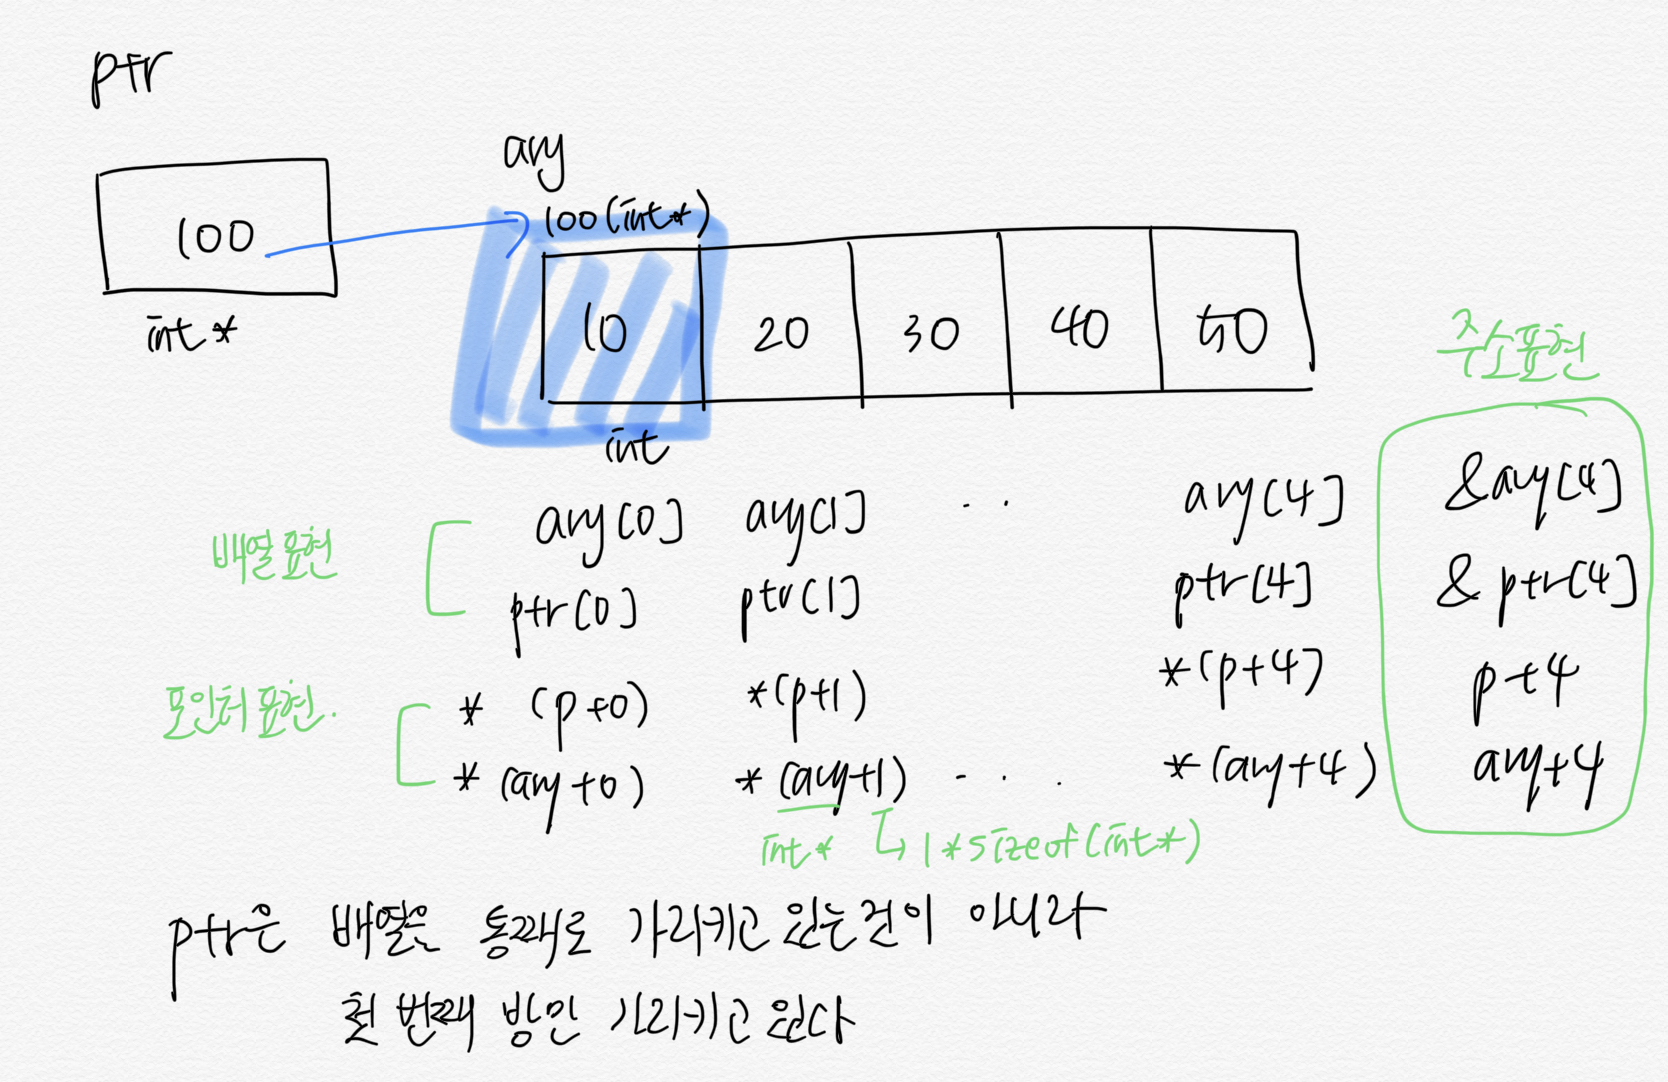 ptr
ary
100
100(int*)
int*
10 20 30 40 50
int
주소표현
배열표현
ary[0] ary[1] .. ary[4] &ary[4]
ptr[0] ptr[1] ptr[4] & ptr[4]
포인터표현.
* (p+0) *(p+1) *(p+4) p+4
* (ary+0) *(ary+1) ... *(ary+4) ary+4
int* 1*sizeof(int*)
ptr은 배열을 통째로 가리키고 있는건이 아니라
첫 번째 방만 가리키고 있다